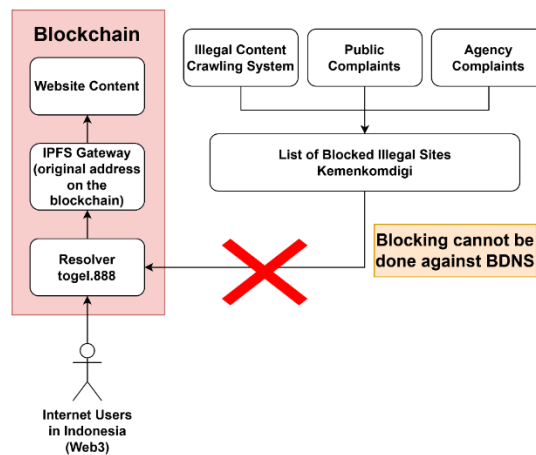 Blockchain
Website Content
IPFS Gateway
(original address
on the
blockchain)
Resolver
togel.888
Internet Users
in Indonesia
(Web3)
Illegal Content
Crawling System
Public
Complaints
Agency
Complaints
List of Blocked Illegal Sites
Kemenkomdigi
Blocking cannot be
done against BDNS